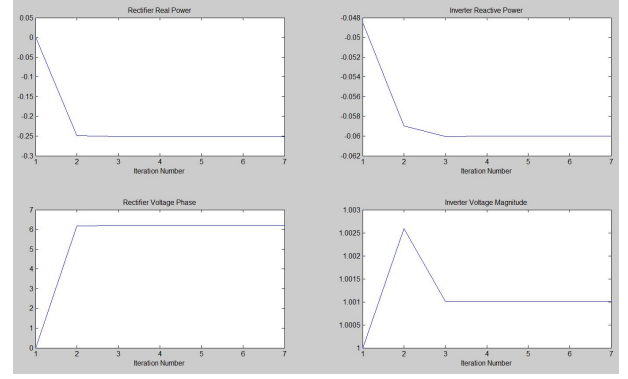 Rectifier Real Power
0.05
0
-0.05
-0.1
-0.15
-0.2
-0.25
-0.3
1 2 3 4 5 6 7
Iteration Number
Inverter Reactive Power
-0.048
-0.05
-0.052
-0.054
-0.056
-0.058
-0.06
-0.062
1 2 3 4 5 6 7
Iteration Number
Rectifier Voltage Phase
7
6
5
4
3
2
1
0
1 2 3 4 5 6 7
Iteration Number
Inverter Voltage Magnitude
1.003
1.0025
1.002
1.0015
1.001
1.0005
1
1 2 3 4 5 6 7
Iteration Number